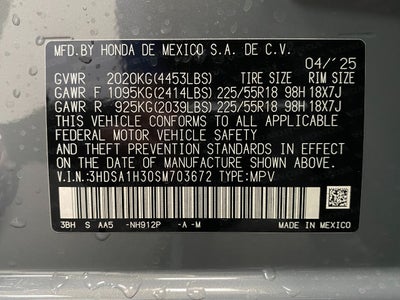 MFD.BY HONDA DE MEXICO S.A. DE C.V.
04/'25
GVWR 2020KG(4453LBS) TIRE SIZE RIM SIZE
GAWR F 1095KG(2414LBS) 225/55R18 98H 18X7J
GAWR R 925KG(2039LBS) 225/55R18 98H 18X7J
THIS VEHICLE CONFORMS TO ALL APPLICABLE
FEDERAL MOTOR VEHICLE SAFETY
AND THEFT PREVENTION STANDARDS IN EFFECT
ON THE DATE OF MANUFACTURE SHOWN ABOVE.
V.I.N.:3HDSA1H30SM703672 TYPE:MPV
3BH S AA5 -NH912P -A-M
MADE IN MEXICO